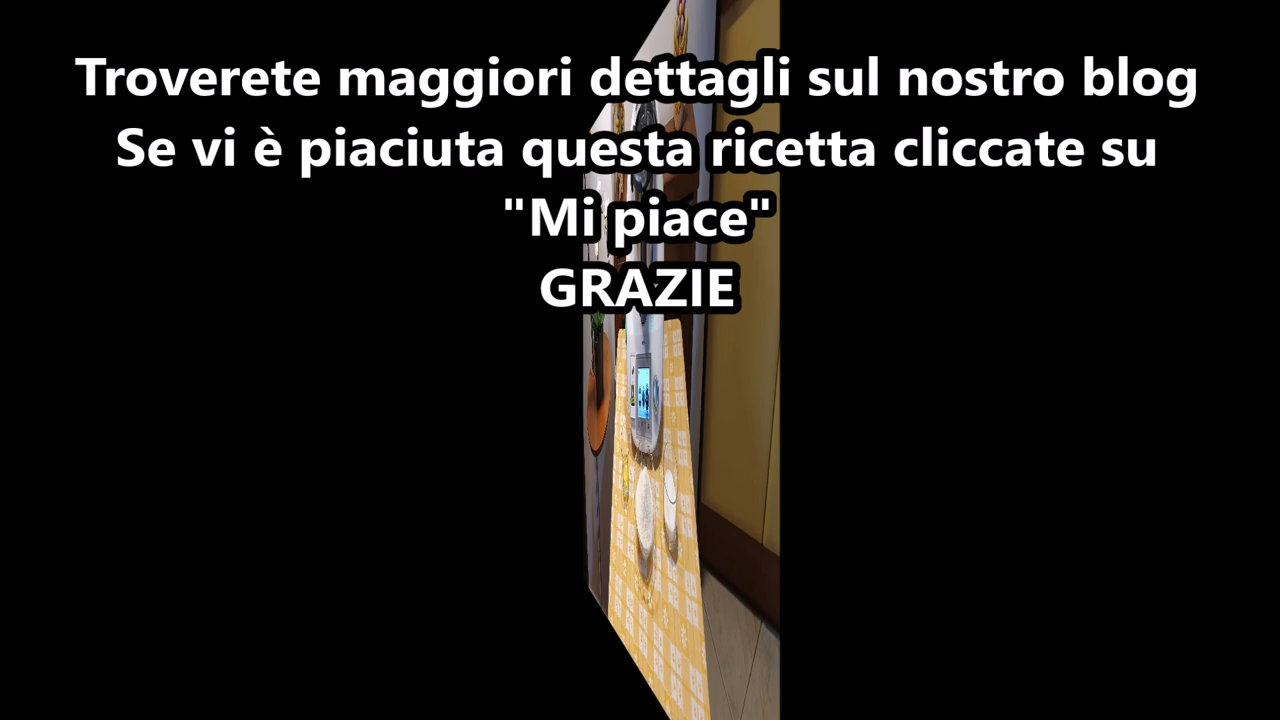 Troverete maggiori dettagli sul nostro blog
Se vi è piaciuta questa ricetta cliccate su
"Mi piace"
GRAZIE